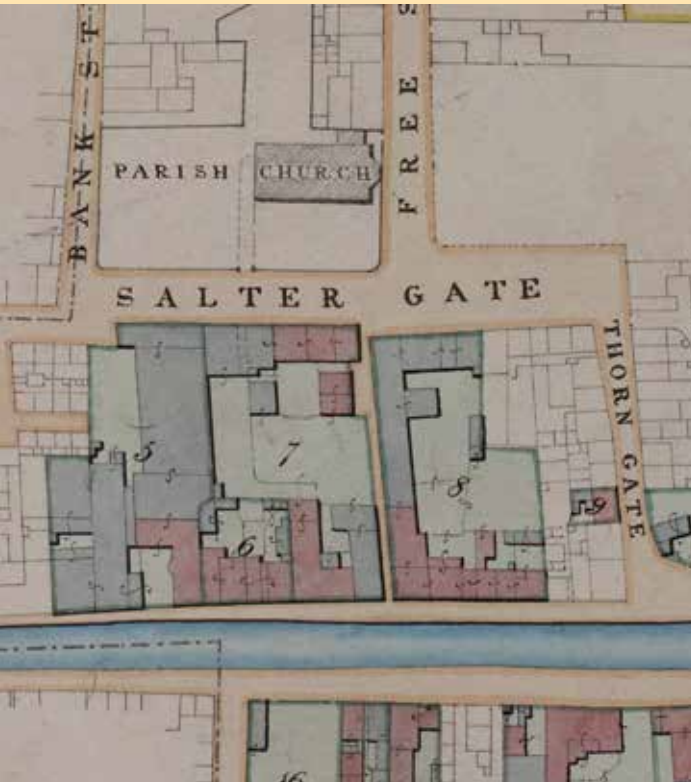 BANK ST
FREE S
PARISH CHURCH
SALTER GATE
THORN GATE
5
7
8
9
6
16